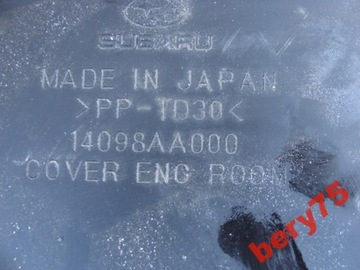 SUBARU
MADE IN JAPAN
>PP-TD30<
14098AA000
COVER ENG ROOM
bery75